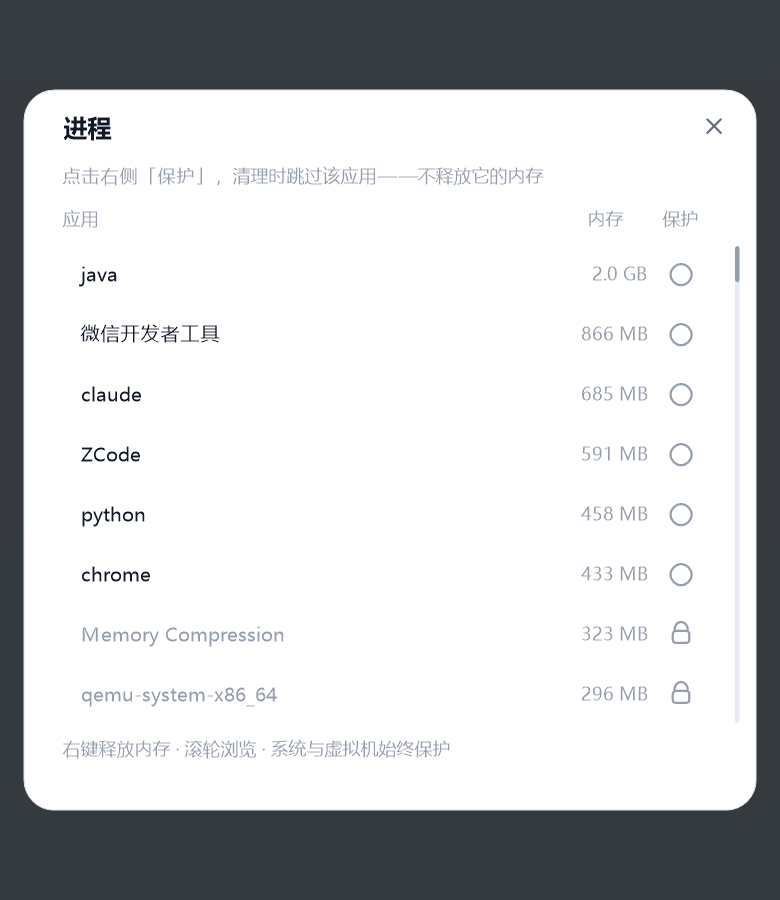 进程
点击右侧「保护」，清理时跳过该应用——不释放它的内存
应用 内存 保护
java 2.0 GB
微信开发者工具 866 MB
claude 685 MB
ZCode 591 MB
python 458 MB
chrome 433 MB
Memory Compression 323 MB
qemu-system-x86_64 296 MB
右键释放内存 · 滚轮浏览 · 系统与虚拟机始终保护